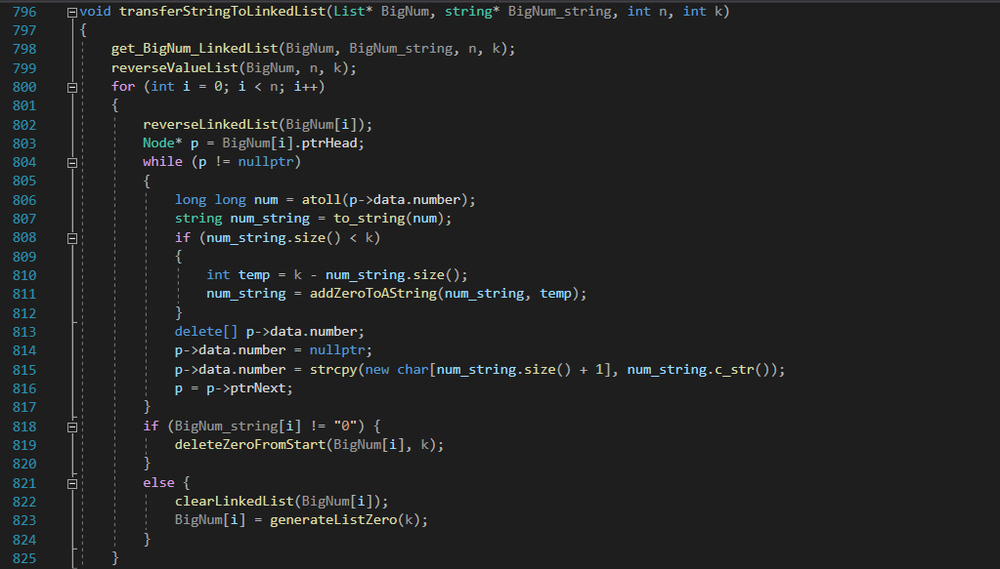 796 void transferStringToLinkedList(List* BigNum, string* BigNum_string, int n, int k)
797 {
798     get_BigNum_LinkedList(BigNum, BigNum_string, n, k);
799     reverseValueList(BigNum, n, k);
800     for (int i = 0; i < n; i++)
801     {
802         reverseLinkedList(BigNum[i]);
803         Node* p = BigNum[i].ptrHead;
804         while (p != nullptr)
805         {
806             long long num = atoll(p->data.number);
807             string num_string = to_string(num);
808             if (num_string.size() < k)
809             {
810                 int temp = k - num_string.size();
811                 num_string = addZeroToAString(num_string, temp);
812             }
813             delete[] p->data.number;
814             p->data.number = nullptr;
815             p->data.number = strcpy(new char[num_string.size() + 1], num_string.c_str());
816             p = p->ptrNext;
817         }
818         if (BigNum_string[i] != "0") {
819             deleteZeroFromStart(BigNum[i], k);
820         }
821         else {
822             clearLinkedList(BigNum[i]);
823             BigNum[i] = generateListZero(k);
824         }
825     }